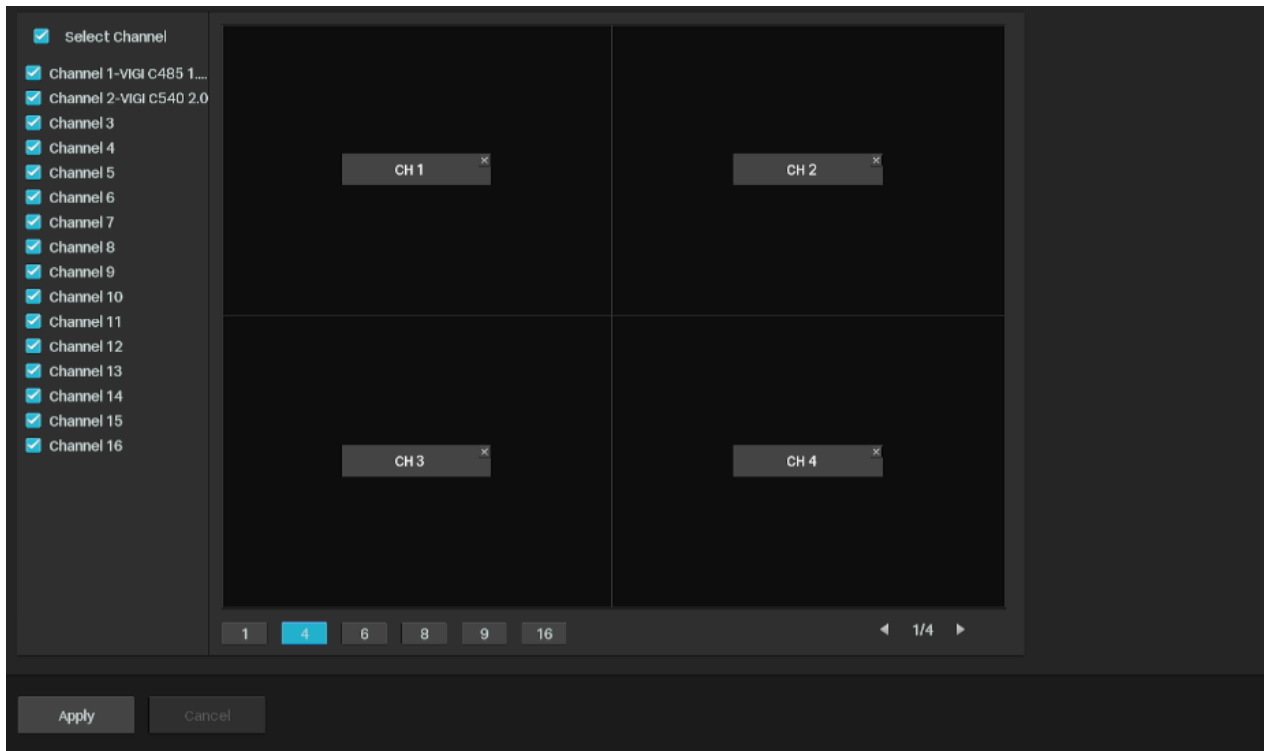 Select Channel
Channel 1-VIGI C485 1....
Channel 2-VIGI C540 2.0
Channel 3
Channel 4
Channel 5
Channel 6
Channel 7
Channel 8
Channel 9
Channel 10
Channel 11
Channel 12
Channel 13
Channel 14
Channel 15
Channel 16
CH 1
CH 2
CH 3
CH 4
1 4 6 8 9 16
1/4
Apply
Cancel